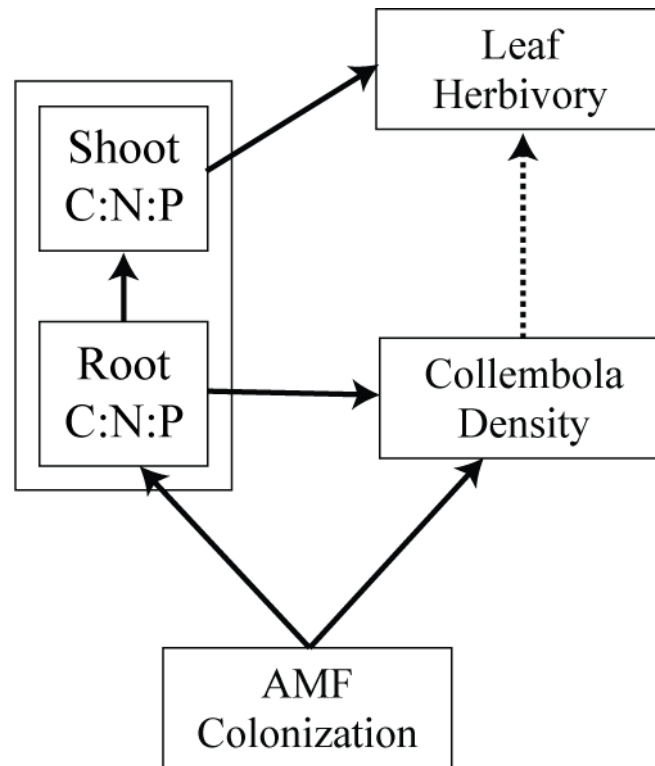 Leaf
Herbivory
Shoot
C:N:P
Root
C:N:P
Collembola
Density
AMF
Colonization